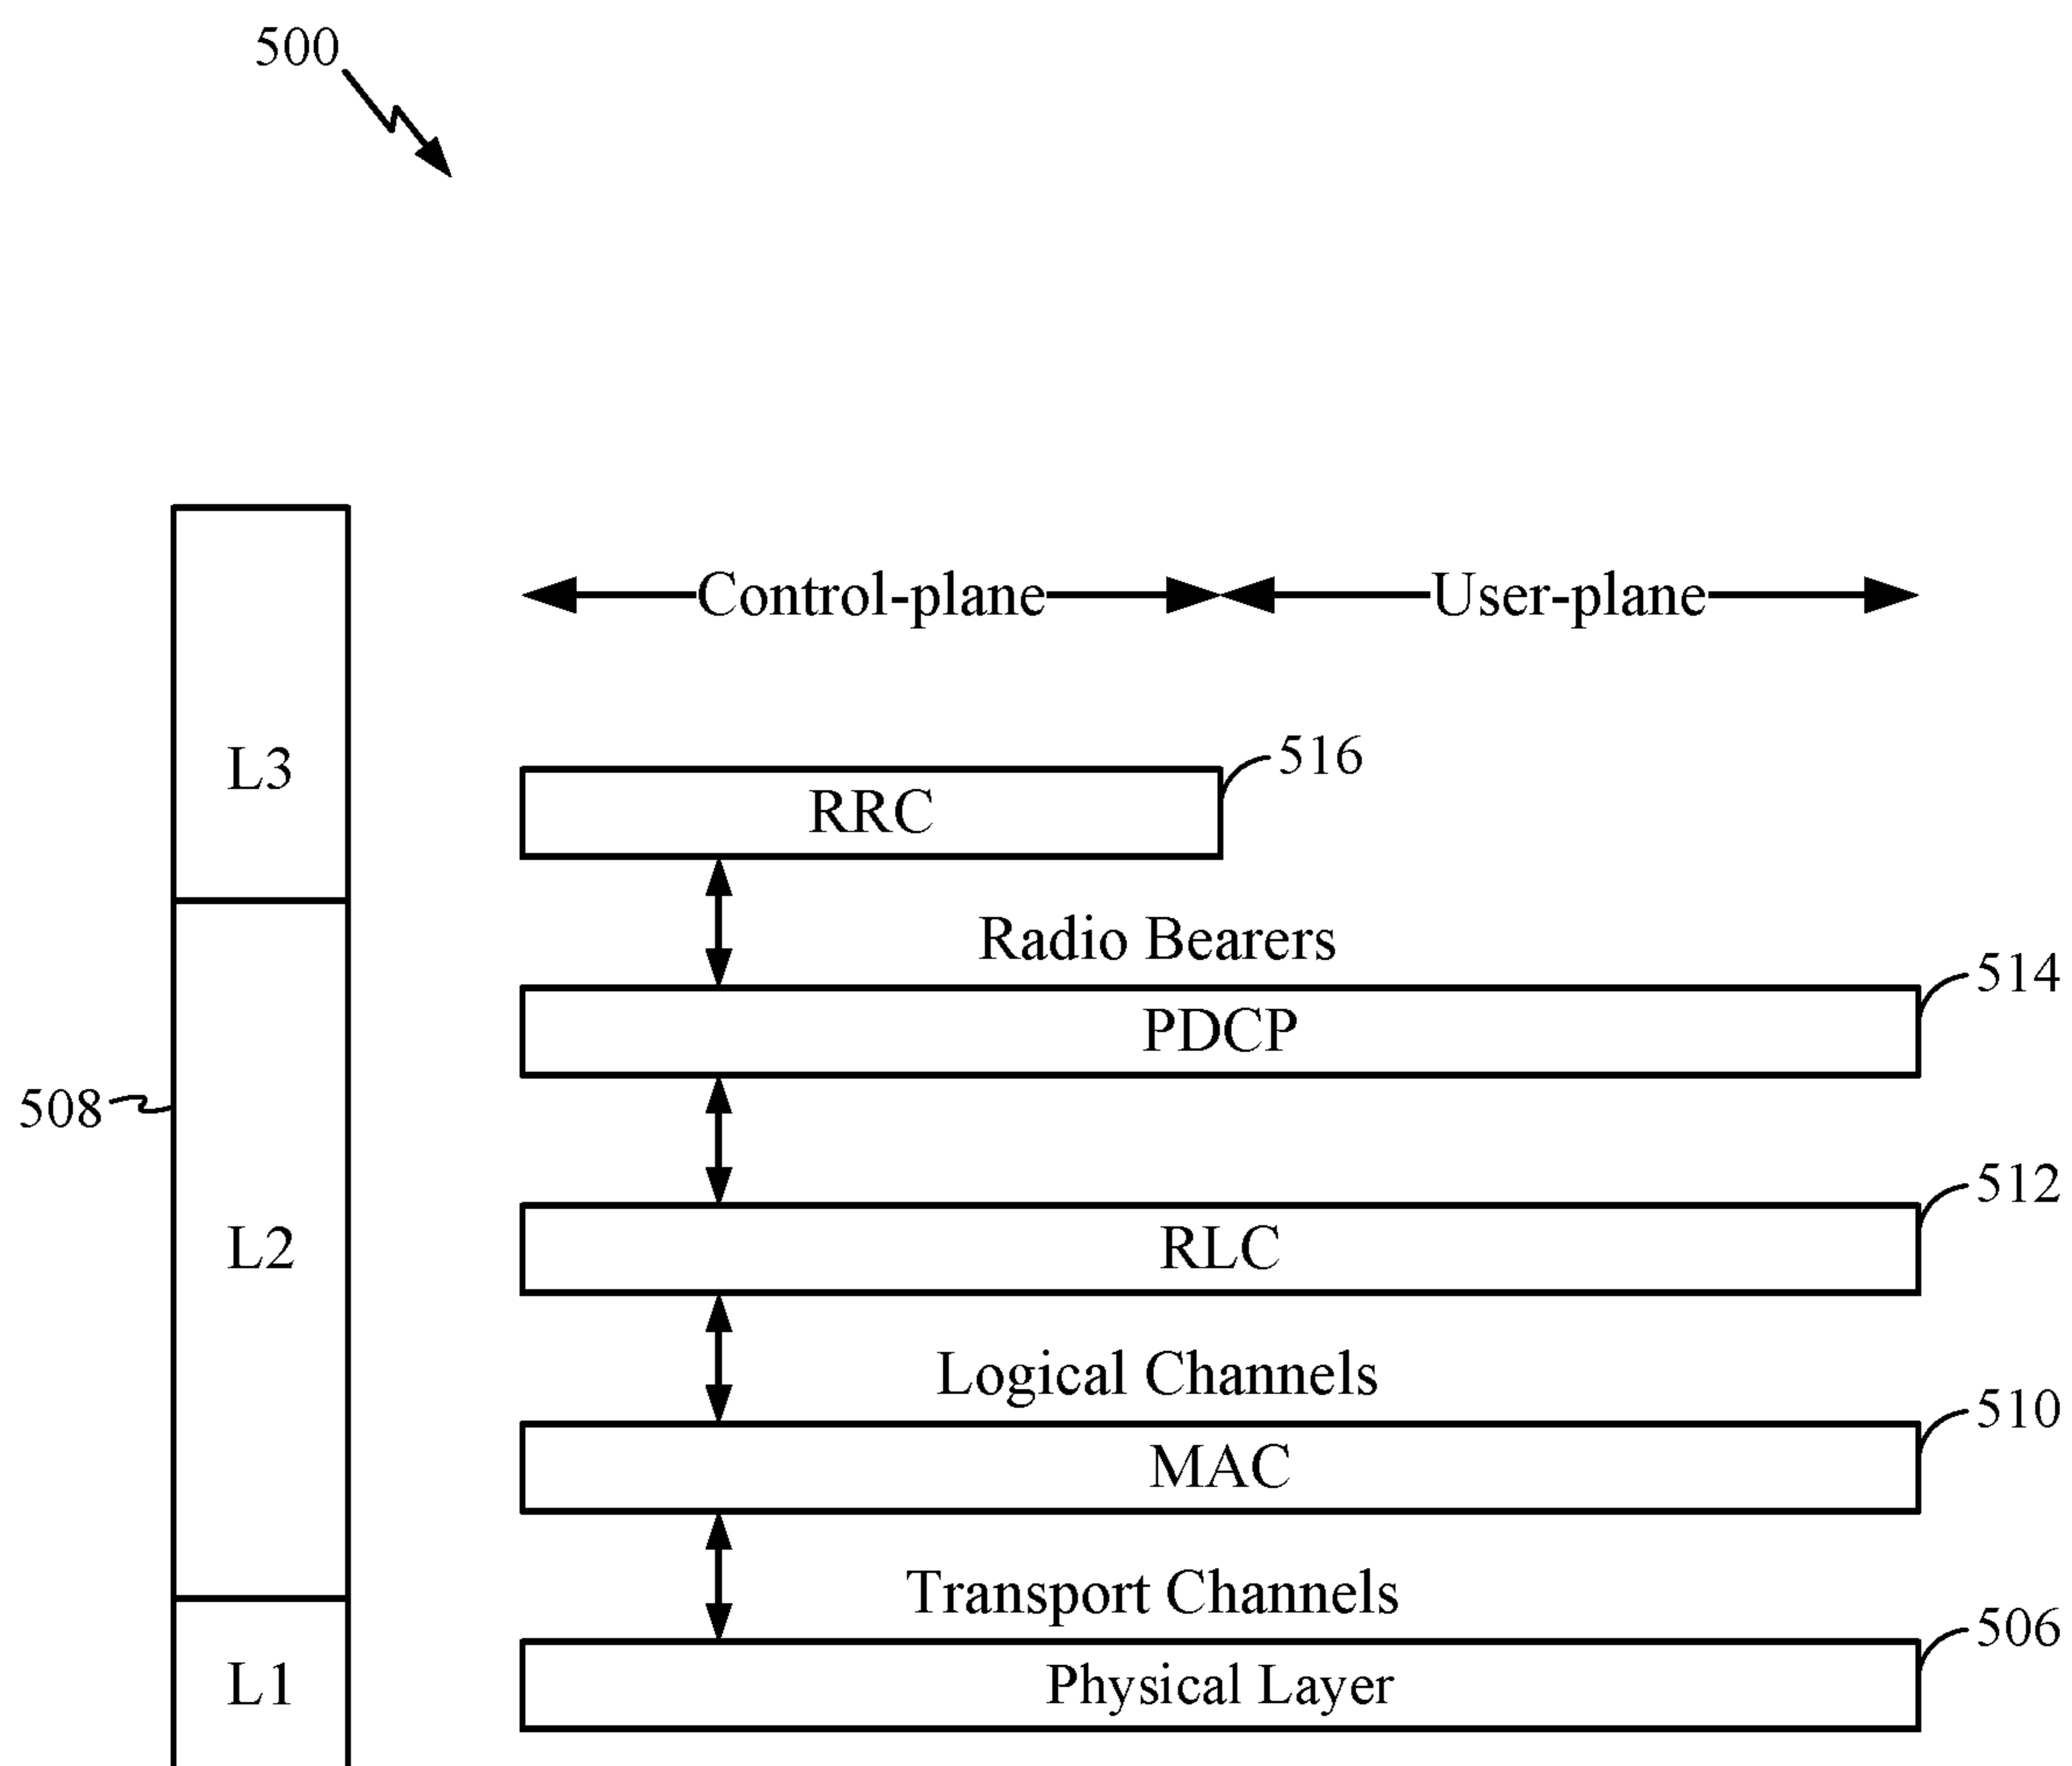 500
Control-plane User-plane
L3
516
RRC
Radio Bearers
514
PDCP
508
512
L2
RLC
Logical Channels
510
MAC
Transport Channels
506
L1
Physical Layer